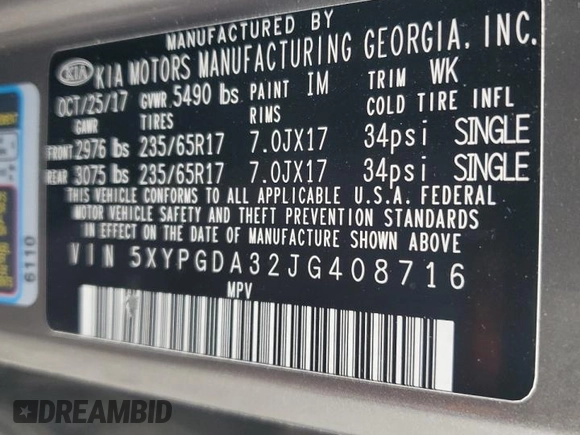 MANUFACTURED BY
KIA KIA MOTORS MANUFACTURING GEORGIA, INC.
OCT/25/17 GVWR 5490 lbs PAINT IM TRIM WK
GAWR TIRES RIMS COLD TIRE INFL
FRONT 2976 lbs 235/65R17 7.0JX17 34psi SINGLE
REAR 3075 lbs 235/65R17 7.0JX17 34psi SINGLE
THIS VEHICLE CONFORMS TO ALL APPLICABLE U.S.A. FEDERAL
MOTOR VEHICLE SAFETY AND THEFT PREVENTION STANDARDS
IN EFFECT ON THE DATE OF MANUFACTURE SHOWN ABOVE
VIN 5XYPGDA32JG408716
MPV
6110
DREAMBID